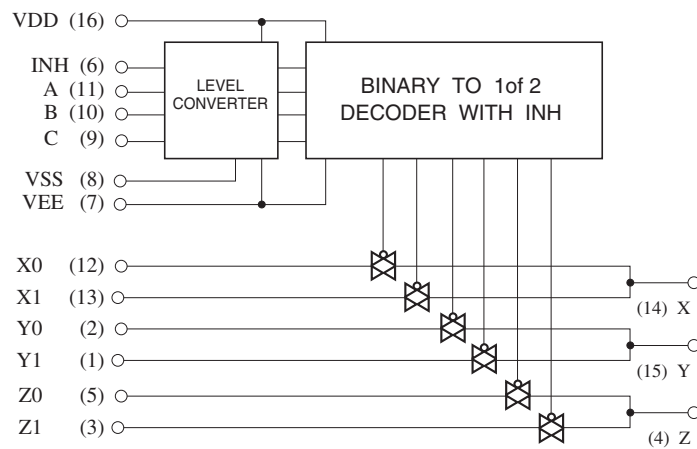 VDD (16)
INH (6)
A (11)
B (10)
C (9)
LEVEL
CONVERTER
BINARY TO 1of 2
DECODER WITH INH
VSS (8)
VEE (7)
X0 (12)
X1 (13)
(14) X
Y0 (2)
Y1 (1)
(15) Y
Z0 (5)
Z1 (3)
(4) Z